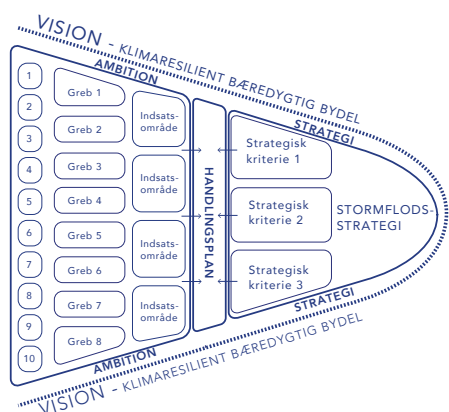 VISION - KLIMARESILIENT BÆREDYGTIG BYDEL
AMBITION
1
2
3
4
5
6
7
8
9
10
Greb 1
Greb 2
Greb 3
Greb 4
Greb 5
Greb 6
Greb 7
Greb 8
Indsats-
område
Indsats-
område
Indsats-
område
Indsats-
område
AMBITION
HANDLINGSPLAN
STRATEGI
Strategisk
kriterie 1
Strategisk
kriterie 2
Strategisk
kriterie 3
STRATEGI
STORMFLODS-
STRATEGI
VISION - KLIMARESILIENT BÆREDYGTIG BYDEL